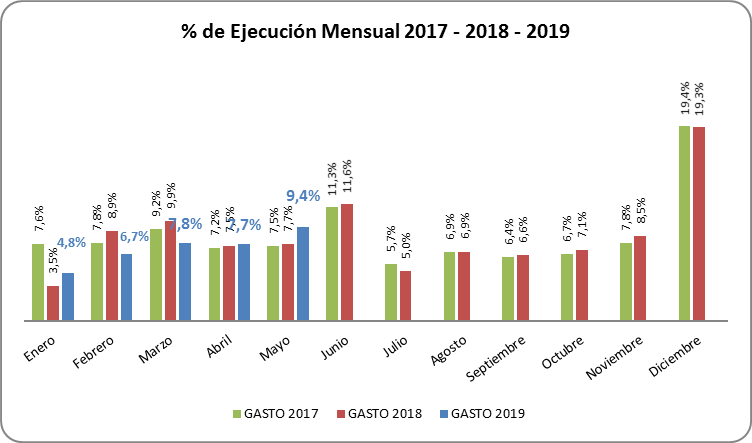 % de Ejecución Mensual 2017 - 2018 - 2019
7,6% 3,5% 4,8%
7,8% 8,9% 6,7%
9,2% 9,9% 7,8%
7,2% 7,5% 7,7%
7,5% 7,7% 9,4%
11,3% 11,6%
5,7% 5,0%
6,9% 6,9%
6,4% 6,6%
6,7% 7,1%
7,8% 8,5%
19,4% 19,3%
Enero Febrero Marzo Abril Mayo Junio Julio Agosto Septiembre Octubre Noviembre Diciembre
GASTO 2017 GASTO 2018 GASTO 2019